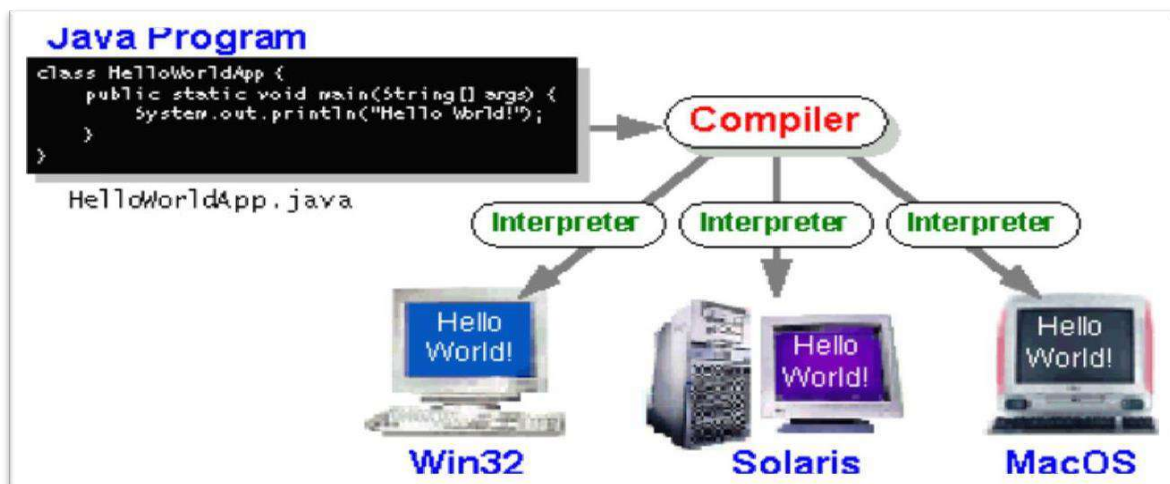 Java Program
class HelloWorldApp {
public static void main(String[] args) {
System.out.println("Hello World!");
}
}
HelloWorldApp.java
Compiler
Interpreter Interpreter Interpreter
Hello
World!
Hello
World!
Hello
World!
Win32 Solaris MacOS